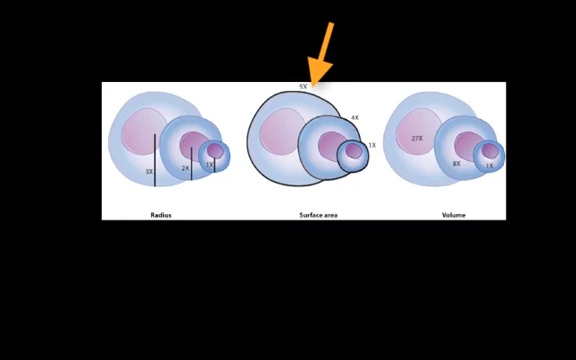 9X
4X
1X
3X
2X
1X
27X
8X
1X
Radius
Surface area
Volume